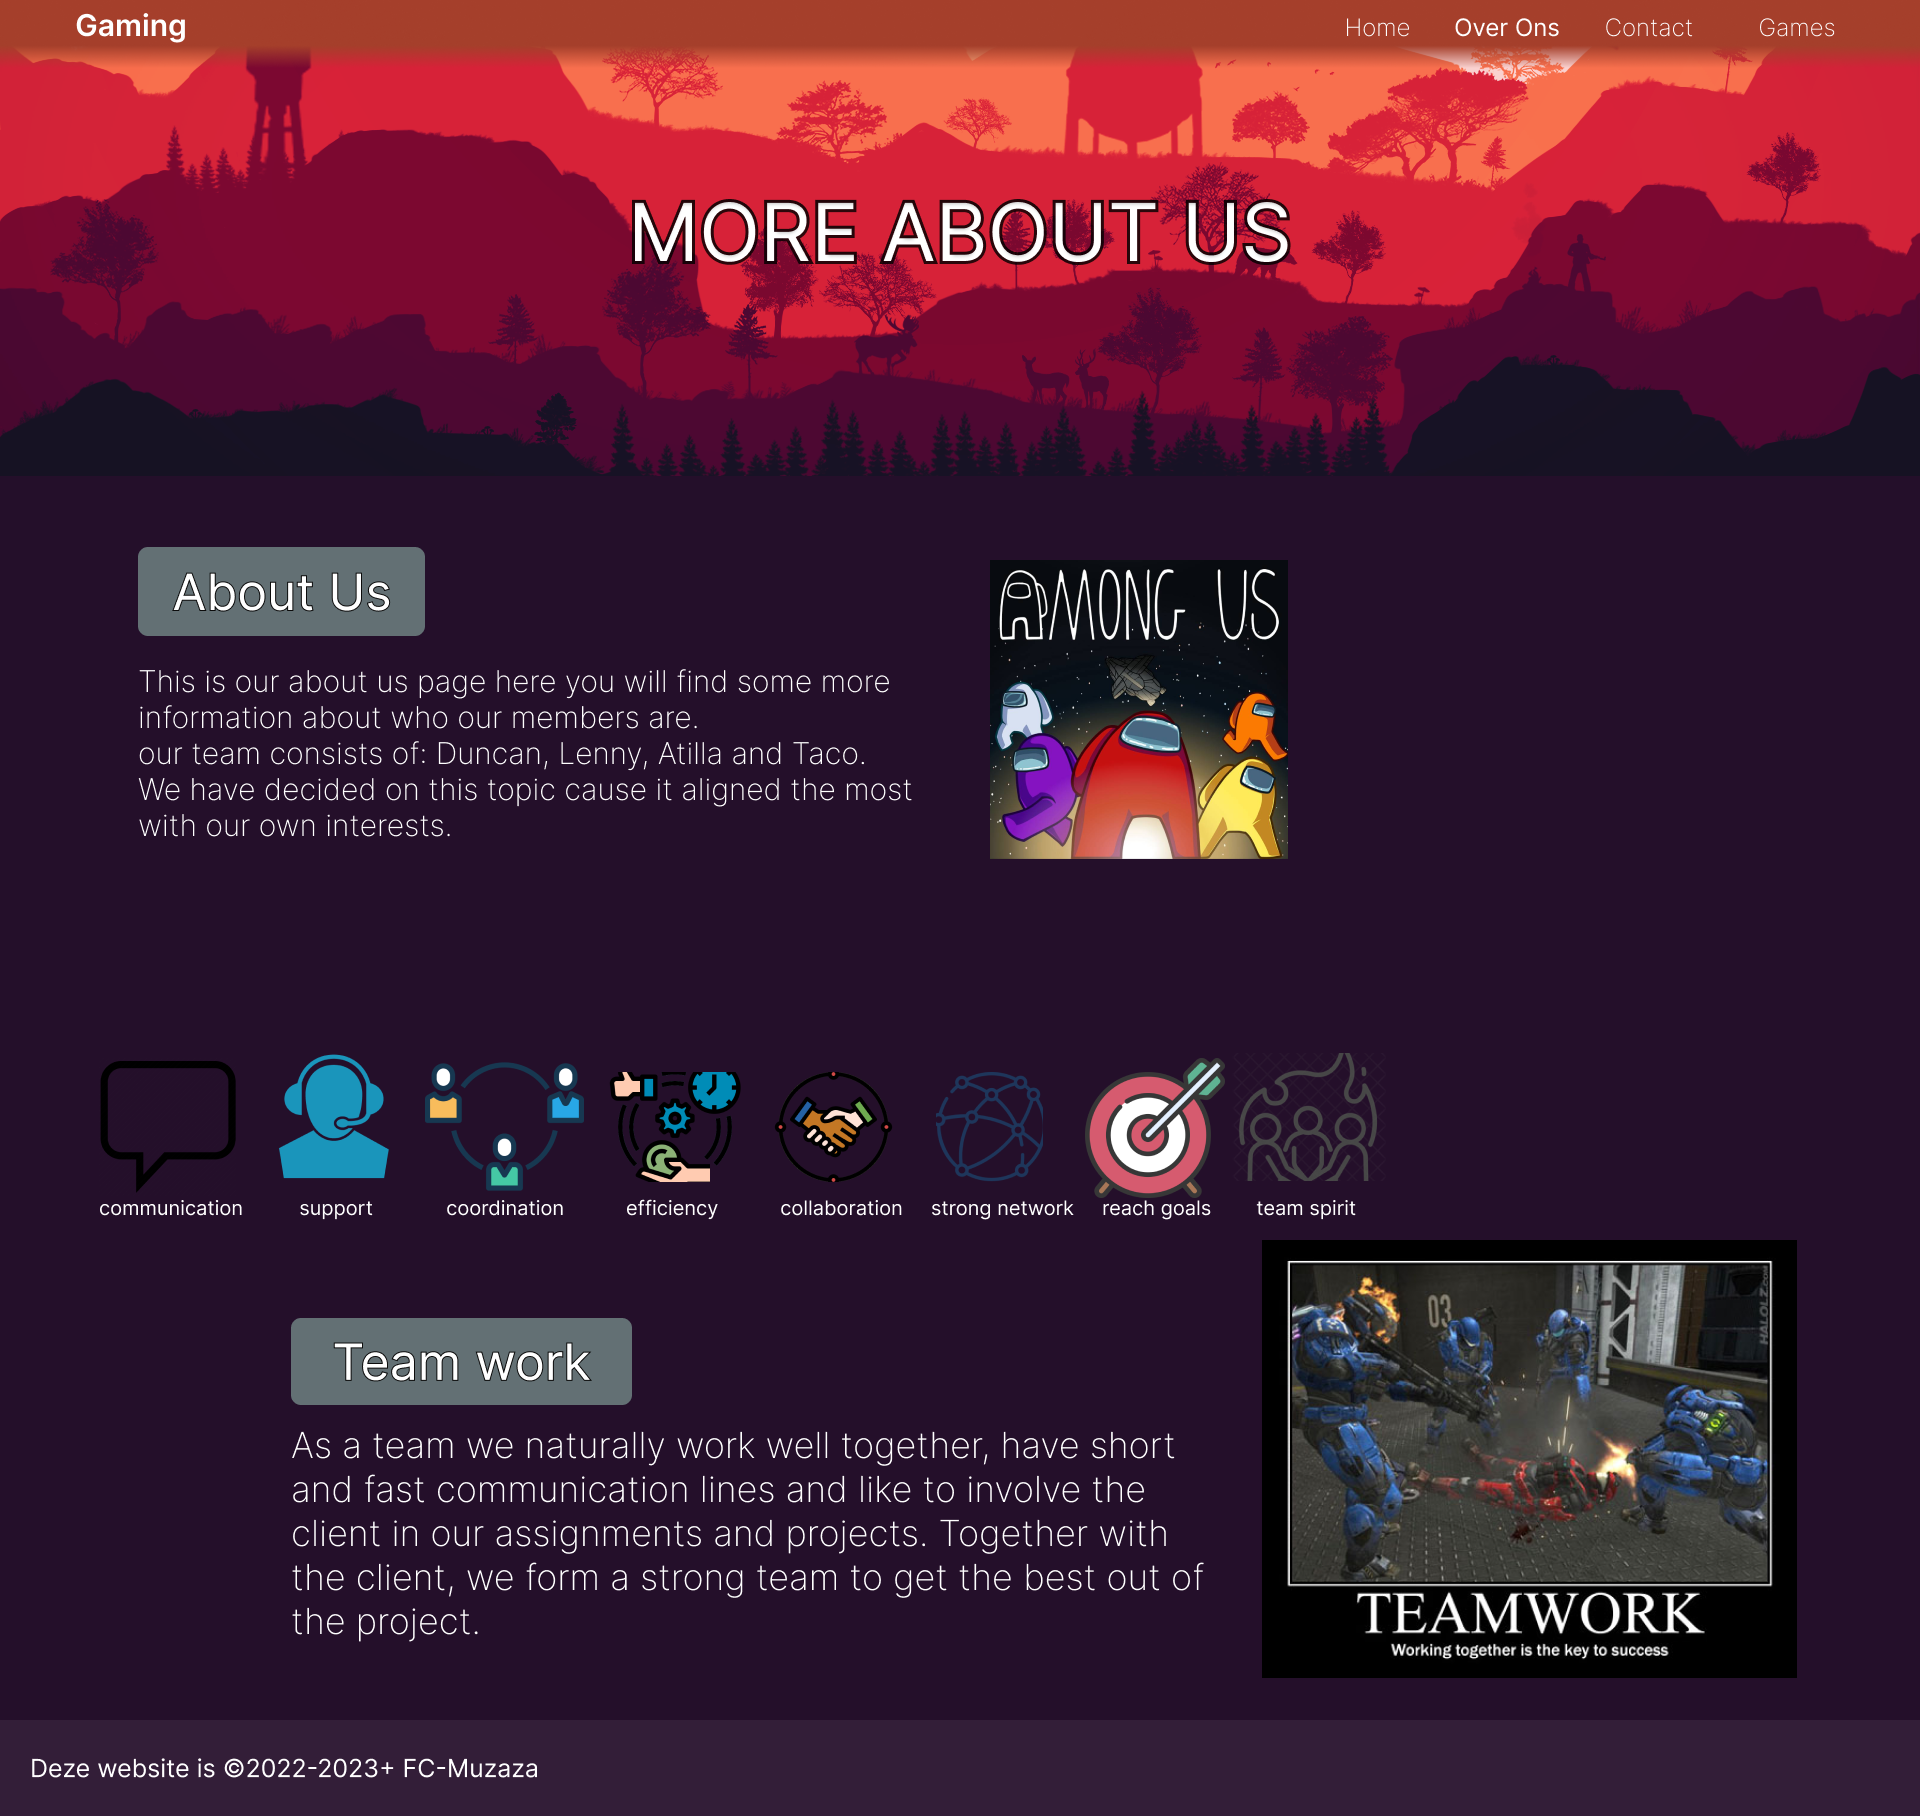 Gaming
Home
Over Ons
Contact
Games
MORE ABOUT US
About Us
This is our about us page here you will find some more
information about who our members are.
our team consists of: Duncan, Lenny, Atilla and Taco.
We have decided on this topic cause it aligned the most
with our own interests.
AMONG US
communication
support
coordination
efficiency
collaboration
strong network
reach goals
team spirit
Team work
As a team we naturally work well together, have short
and fast communication lines and like to involve the
client in our assignments and projects. Together with
the client, we form a strong team to get the best out of
the project.
03
TEAMWORK
Working together is the key to success
Deze website is ©2022-2023+ FC-Muzaza